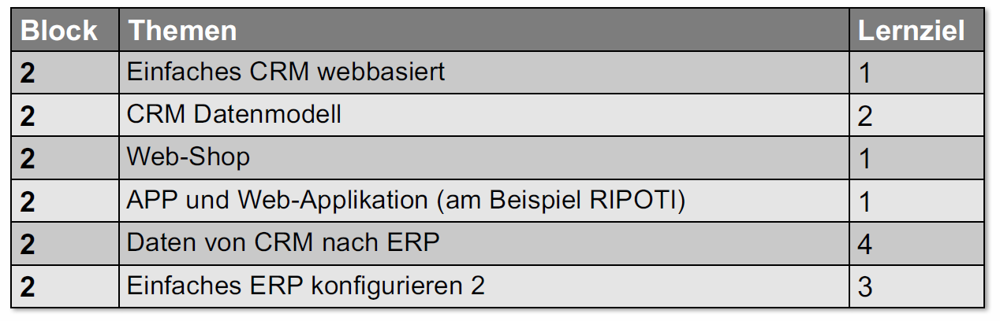 Block Themen Lernziel
2 Einfaches CRM webbasiert 1
2 CRM Datenmodell 2
2 Web-Shop 1
2 APP und Web-Applikation (am Beispiel RIPOTI) 1
2 Daten von CRM nach ERP 4
2 Einfaches ERP konfigurieren 2 3